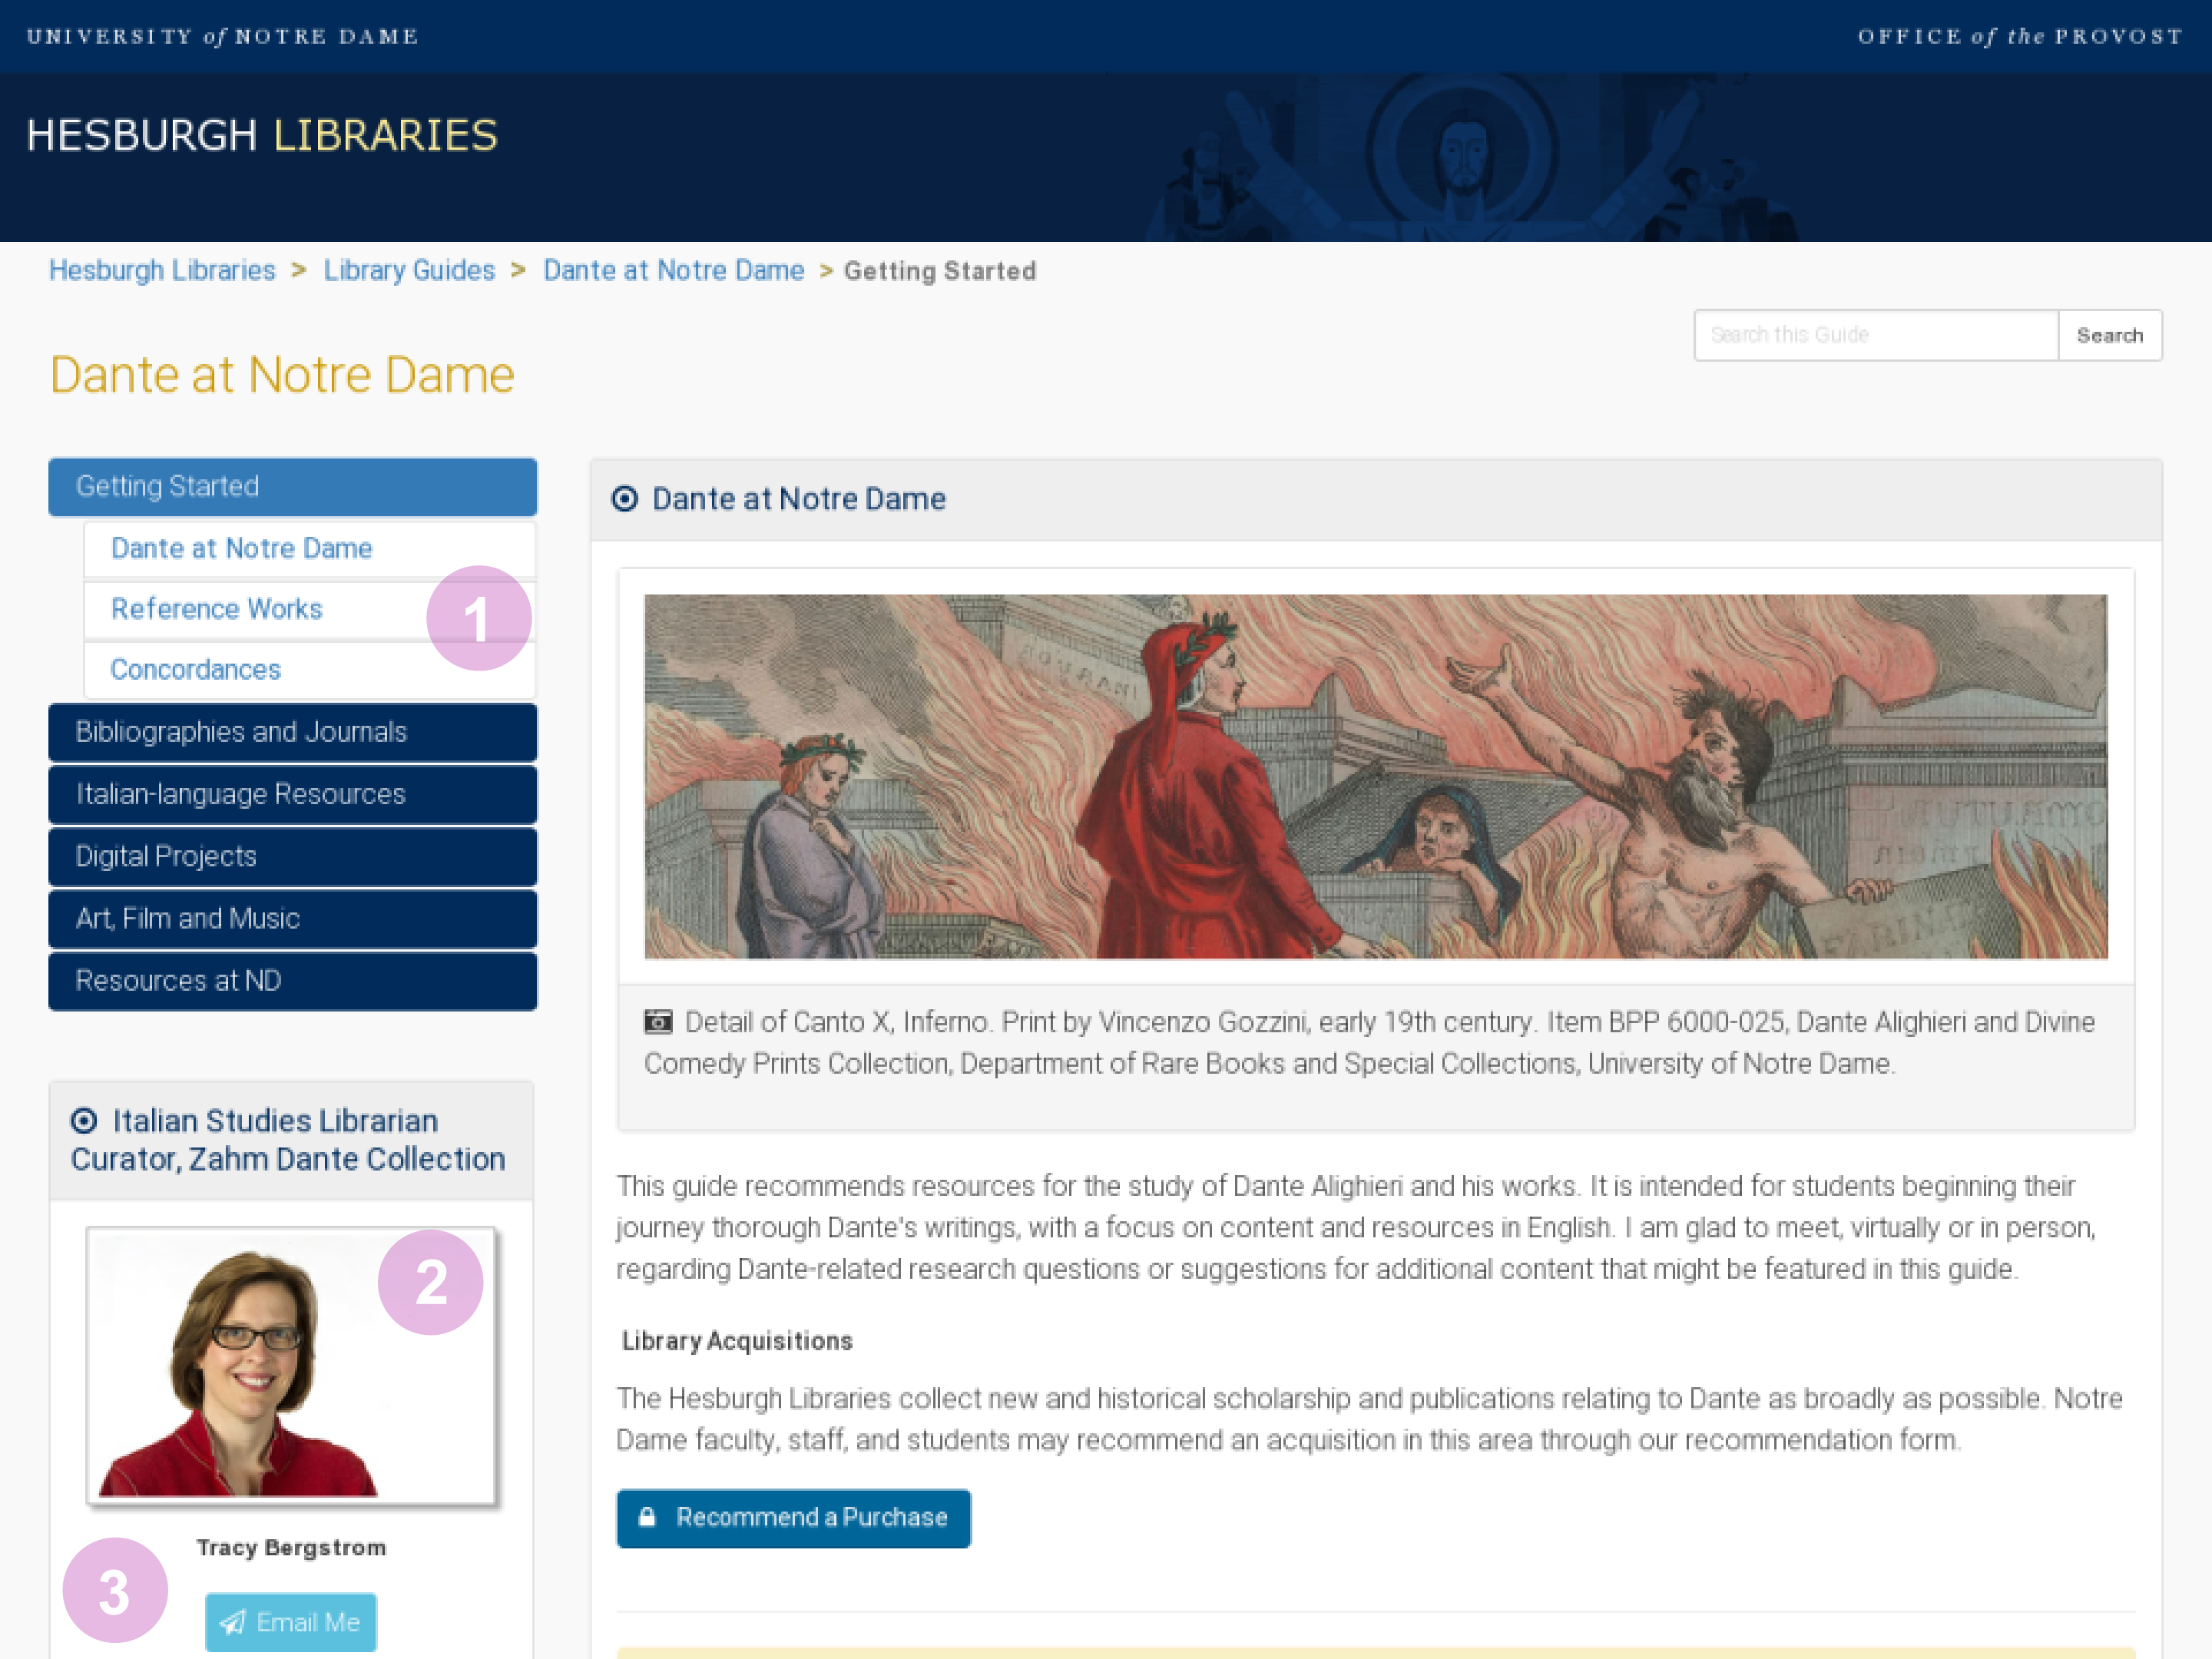 UNIVERSITY of NOTRE DAME
OFFICE of the PROVOST
HESBURGH LIBRARIES
Hesburgh Libraries > Library Guides > Dante at Notre Dame > Getting Started
Search this Guide
Search
Dante at Notre Dame
Getting Started
Dante at Notre Dame
Reference Works
1
Concordances
Bibliographies and Journals
Italian-language Resources
Digital Projects
Art, Film and Music
Resources at ND
Italian Studies Librarian
Curator, Zahm Dante Collection
2
Tracy Bergstrom
3
Email Me
Dante at Notre Dame
Detail of Canto X, Inferno. Print by Vincenzo Gozzini, early 19th century. Item BPP 6000-025, Dante Alighieri and Divine
Comedy Prints Collection, Department of Rare Books and Special Collections, University of Notre Dame.
This guide recommends resources for the study of Dante Alighieri and his works. It is intended for students beginning their
journey thorough Dante's writings, with a focus on content and resources in English. I am glad to meet, virtually or in person,
regarding Dante-related research questions or suggestions for additional content that might be featured in this guide.
Library Acquisitions
The Hesburgh Libraries collect new and historical scholarship and publications relating to Dante as broadly as possible. Notre
Dame faculty, staff, and students may recommend an acquisition in this area through our recommendation form.
Recommend a Purchase